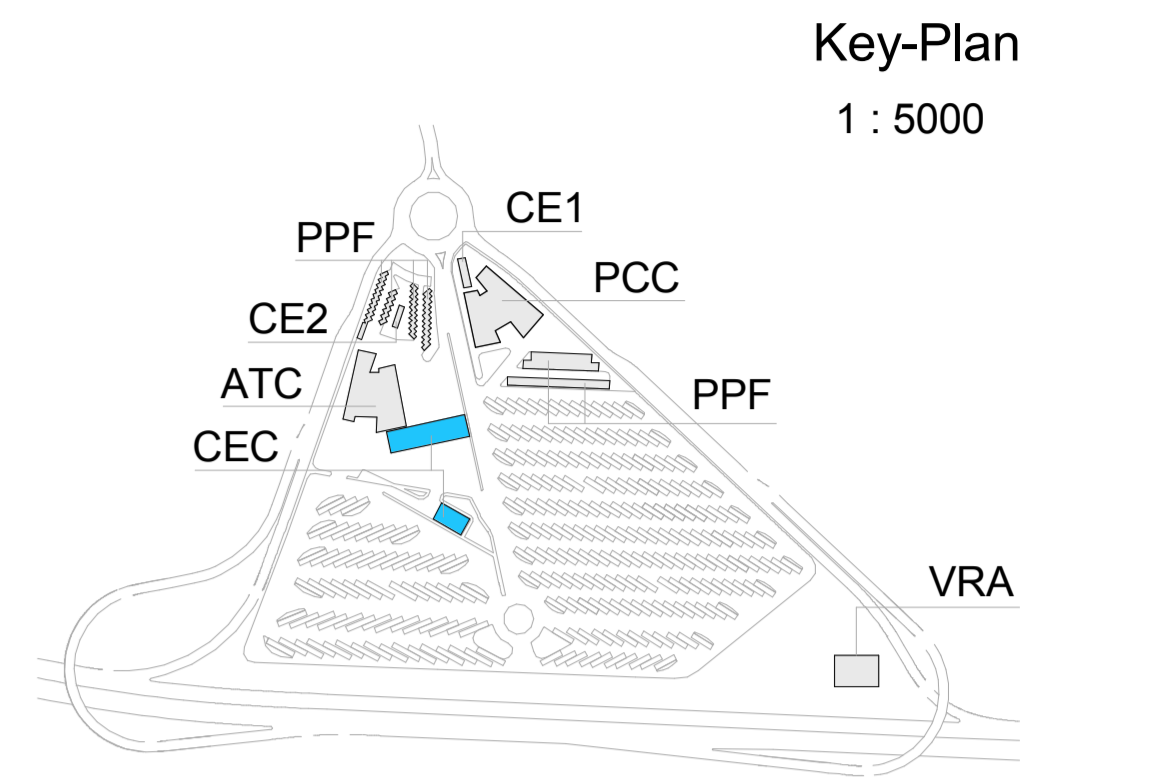 Key-Plan
1 : 5000
CE1
PPF
PCC
CE2
ATC
PPF
CEC
VRA